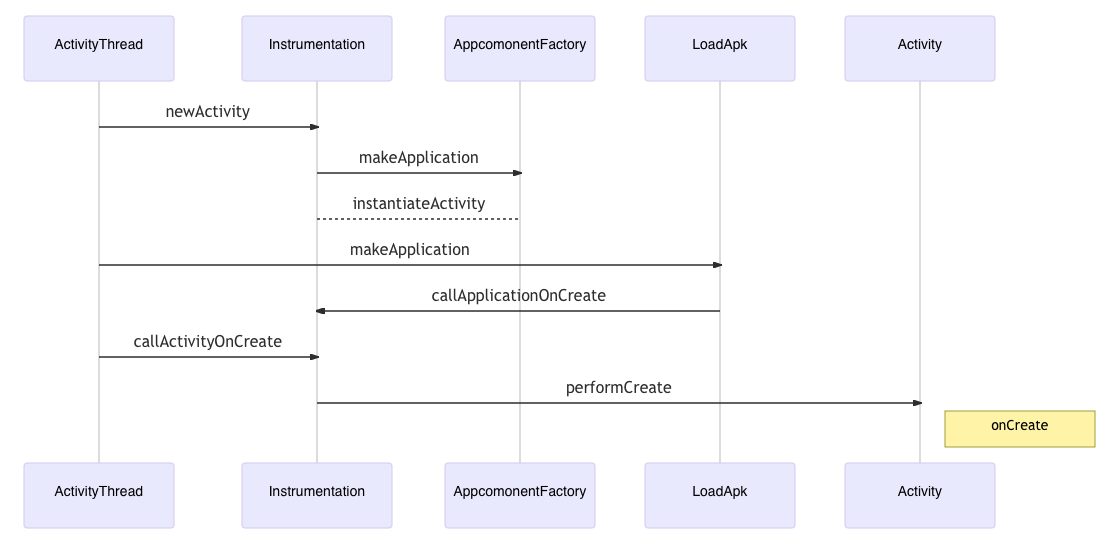 ActivityThread
Instrumentation
AppcomonentFactory
LoadApk
Activity
newActivity
makeApplication
instantiateActivity
makeApplication
callApplicationOnCreate
callActivityOnCreate
performCreate
onCreate
ActivityThread
Instrumentation
AppcomonentFactory
LoadApk
Activity